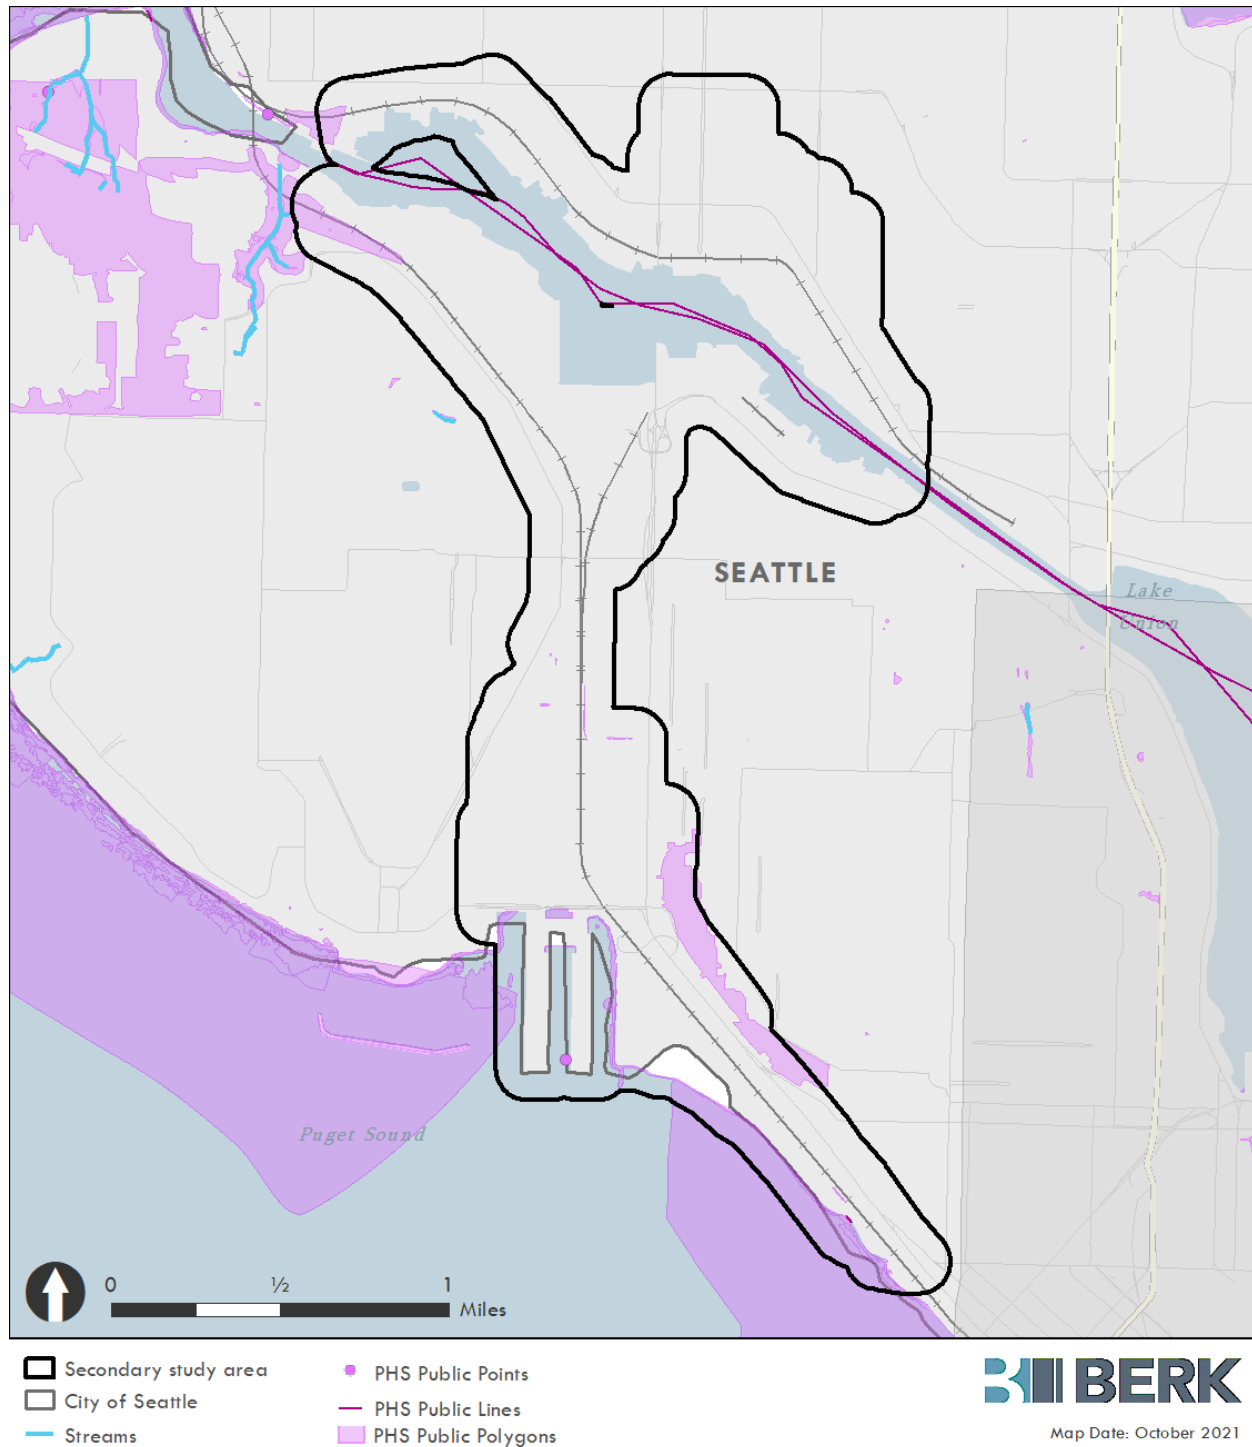 SEATTLE
Lake
Union
Puget Sound
0 ½ 1
Miles
Secondary study area
City of Seattle
Streams
PHS Public Points
PHS Public Lines
PHS Public Polygons
BERK
Map Date: October 2021